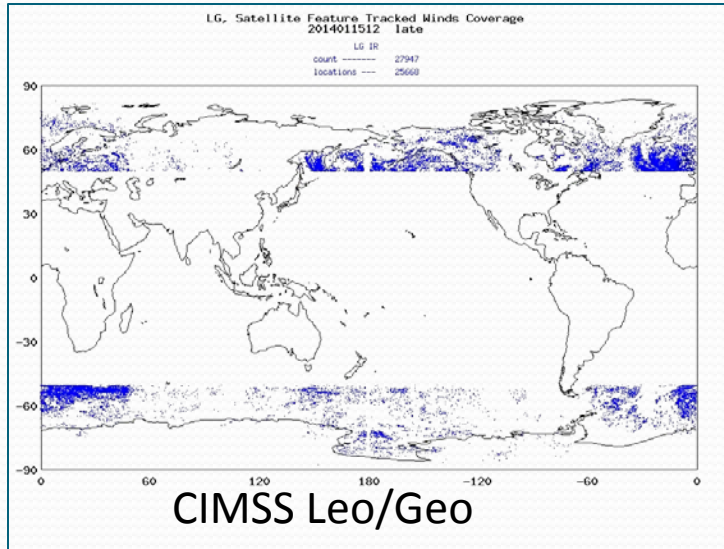 LG, Satellite Feature Tracked Winds Coverage
2014011512 late
LG IR
count ------- 27947
locations --- 25660
90
60
30
0
-30
-60
-90
0 60 120 180 -120 -60 0
CIMSS Leo/Geo